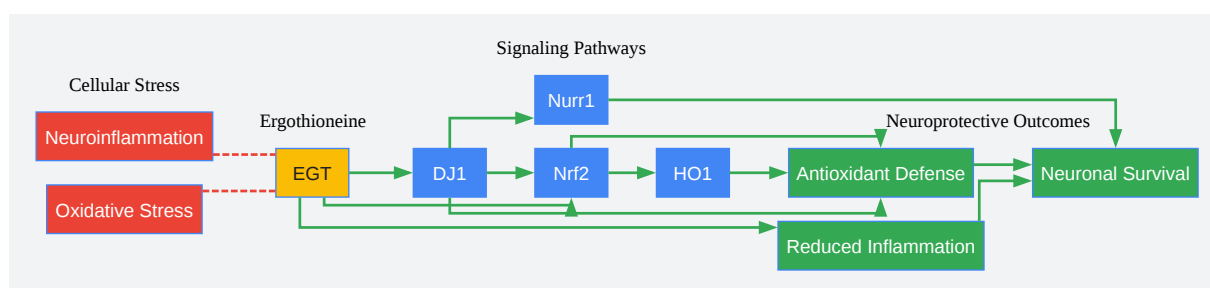 Signaling Pathways
Cellular Stress
Nurr1
Ergothioneine
Neuroprotective Outcomes
Neuroinflammation
EGT
DJ1
Nrf2
HO1
Antioxidant Defense
Neuronal Survival
Oxidative Stress
Reduced Inflammation